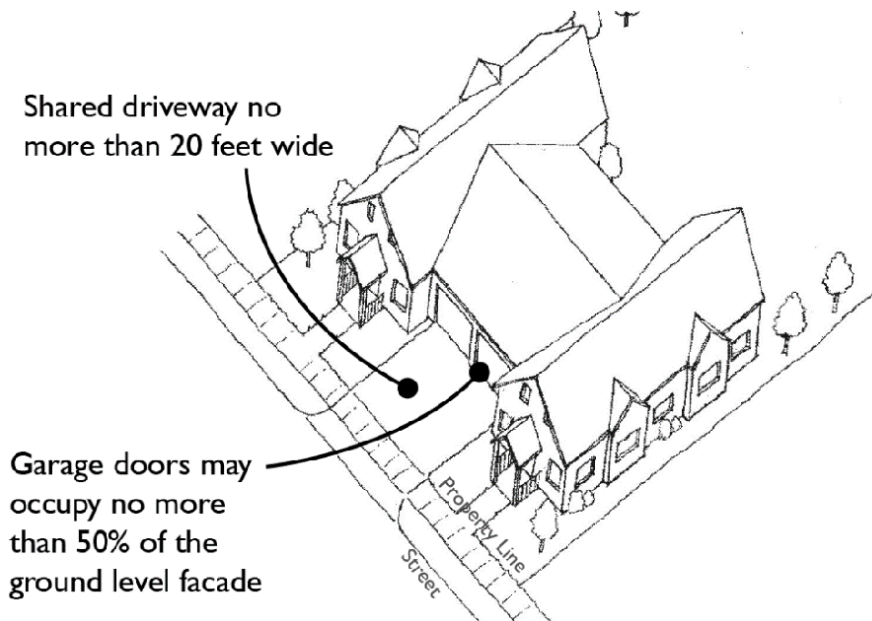 Shared driveway no
more than 20 feet wide
Garage doors may
occupy no more
than 50% of the
ground level facade
Property Line
Street